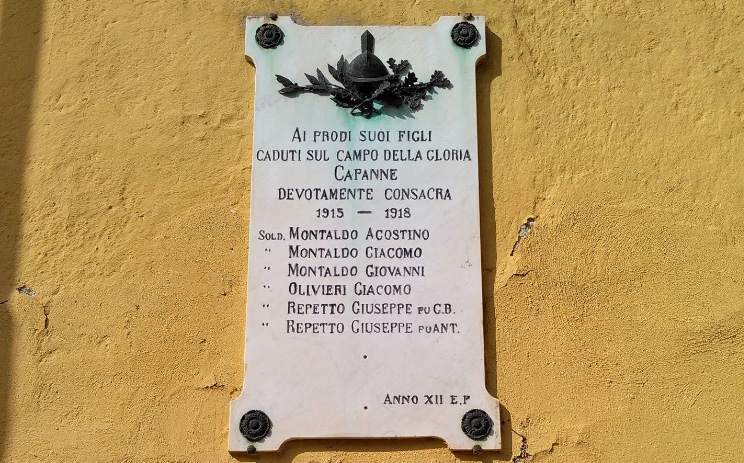 AI PRODI SUOI FIGLI
CADUTI SUL CAMPO DELLA GLORIA
CAPANNE
DEVOTAMENTE CONSACRA
1915 — 1918
SOLD. MONTALDO AGOSTINO
" MONTALDO GIACOMO
" MONTALDO GIOVANNI
" OLIVIERI GIACOMO
" REPETTO GIUSEPPE FU G.B.
" REPETTO GIUSEPPE FU ANT.
ANNO XII E.F